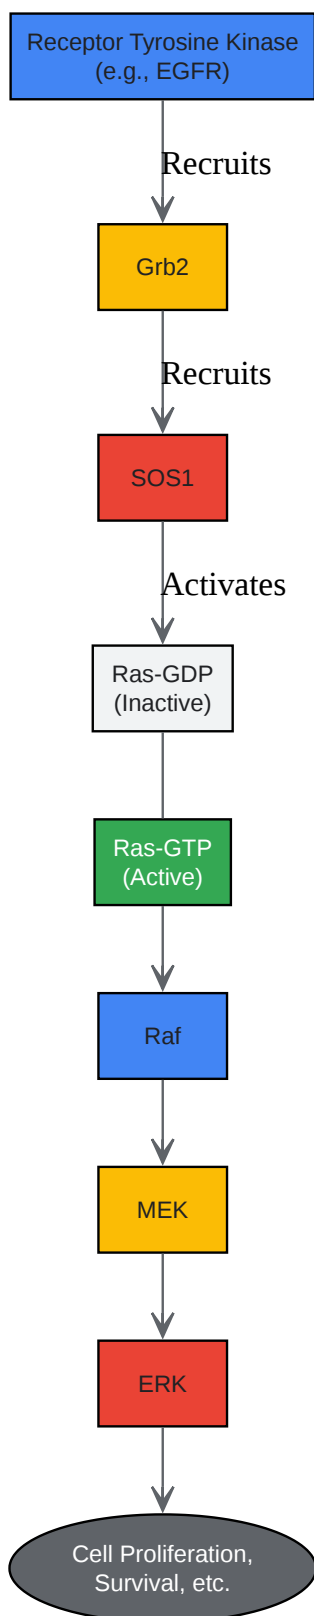 Receptor Tyrosine Kinase
(e.g., EGFR)
Recruits
Grb2
Recruits
SOS1
Activates
Ras-GDP
(Inactive)
Ras-GTP
(Active)
Raf
MEK
ERK
Cell Proliferation,
Survival, etc.